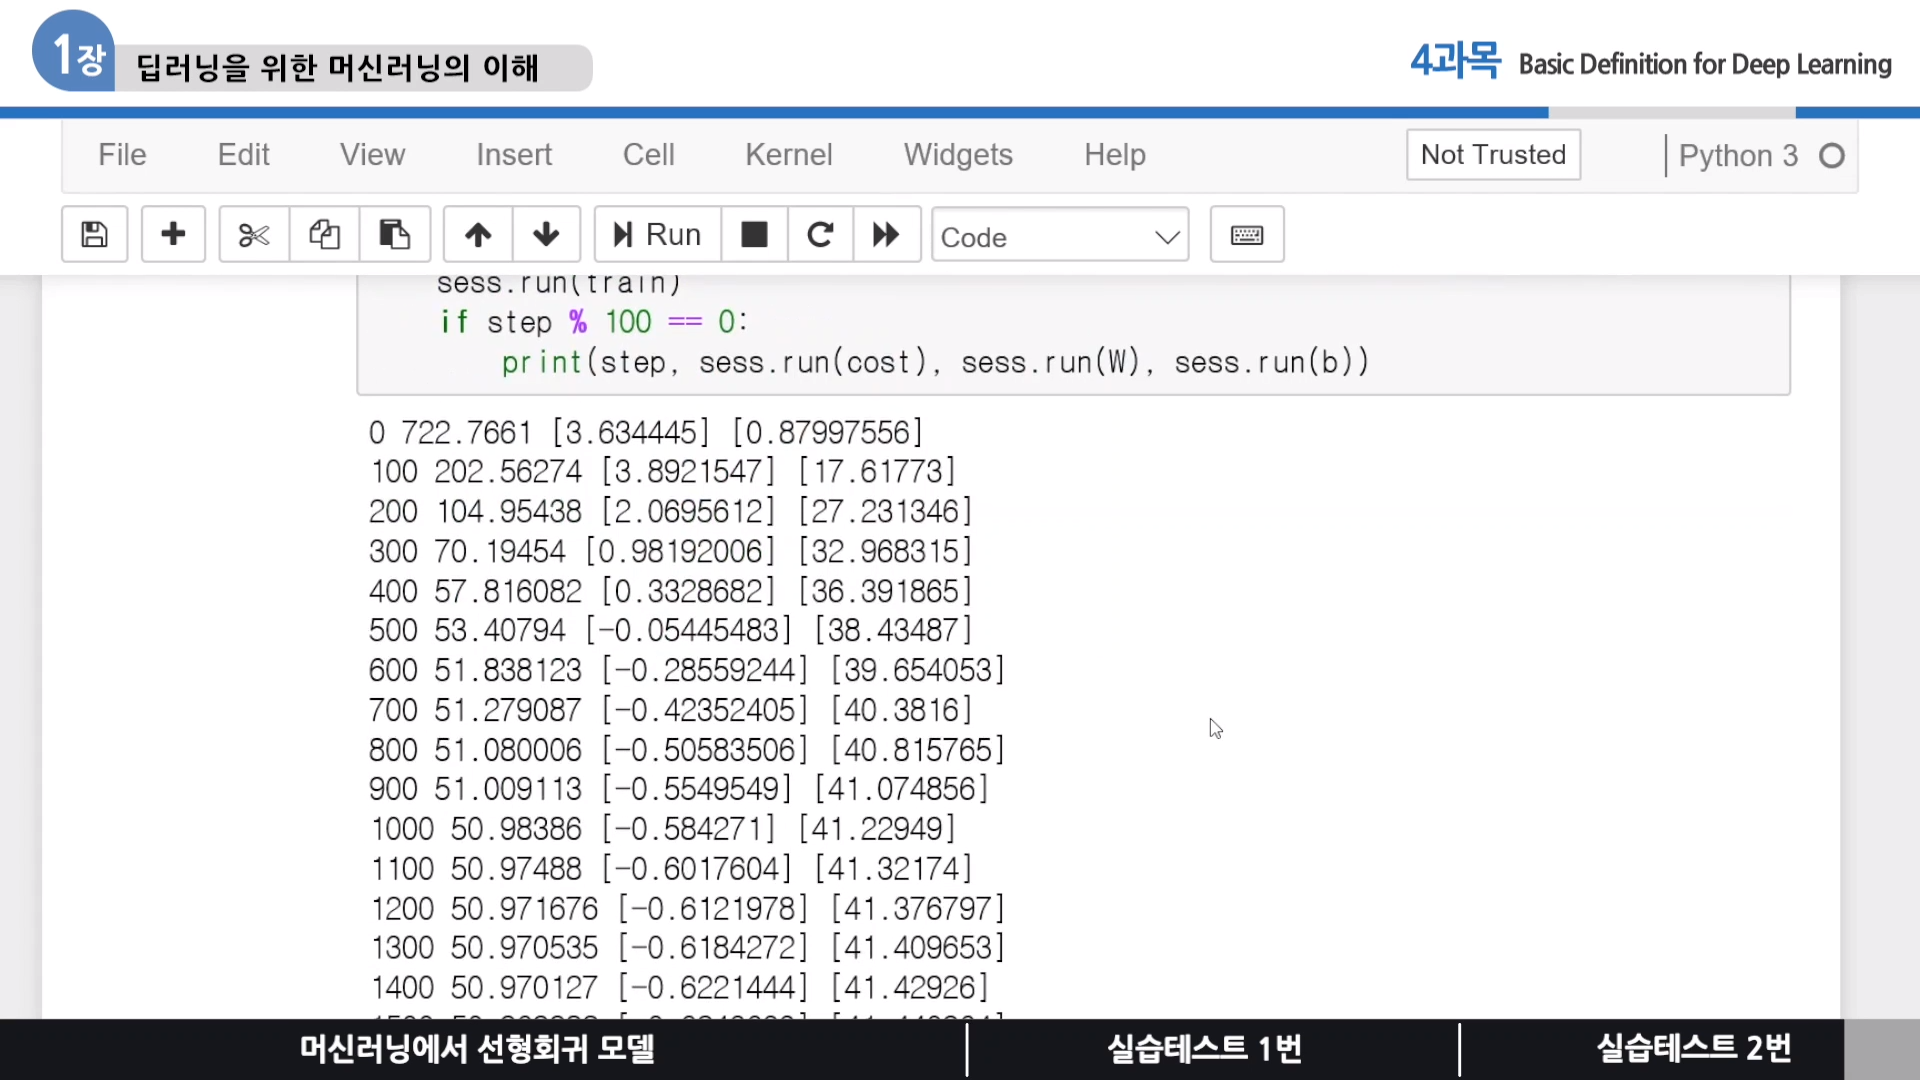 1장 딥러닝을 위한 머신러닝의 이해
4과목 Basic Definition for Deep Learning
File Edit View Insert Cell Kernel Widgets Help Not Trusted Python 3
Run Code
sess.run(train)
if step % 100 == 0:
print(step, sess.run(cost), sess.run(W), sess.run(b))
0 722.7661 [3.634445] [0.87997556]
100 202.56274 [3.8921547] [17.61773]
200 104.95438 [2.0695612] [27.231346]
300 70.19454 [0.98192006] [32.968315]
400 57.816082 [0.3328682] [36.391865]
500 53.40794 [-0.05445483] [38.43487]
600 51.838123 [-0.28559244] [39.654053]
700 51.279087 [-0.42352405] [40.3816]
800 51.080006 [-0.50583506] [40.815765]
900 51.009113 [-0.5549549] [41.074856]
1000 50.98386 [-0.584271] [41.22949]
1100 50.97488 [-0.6017604] [41.32174]
1200 50.971676 [-0.6121978] [41.376797]
1300 50.970535 [-0.6184272] [41.409653]
1400 50.970127 [-0.6221444] [41.42926]
머신러닝에서 선형회귀 모델
실습테스트 1번
실습테스트 2번